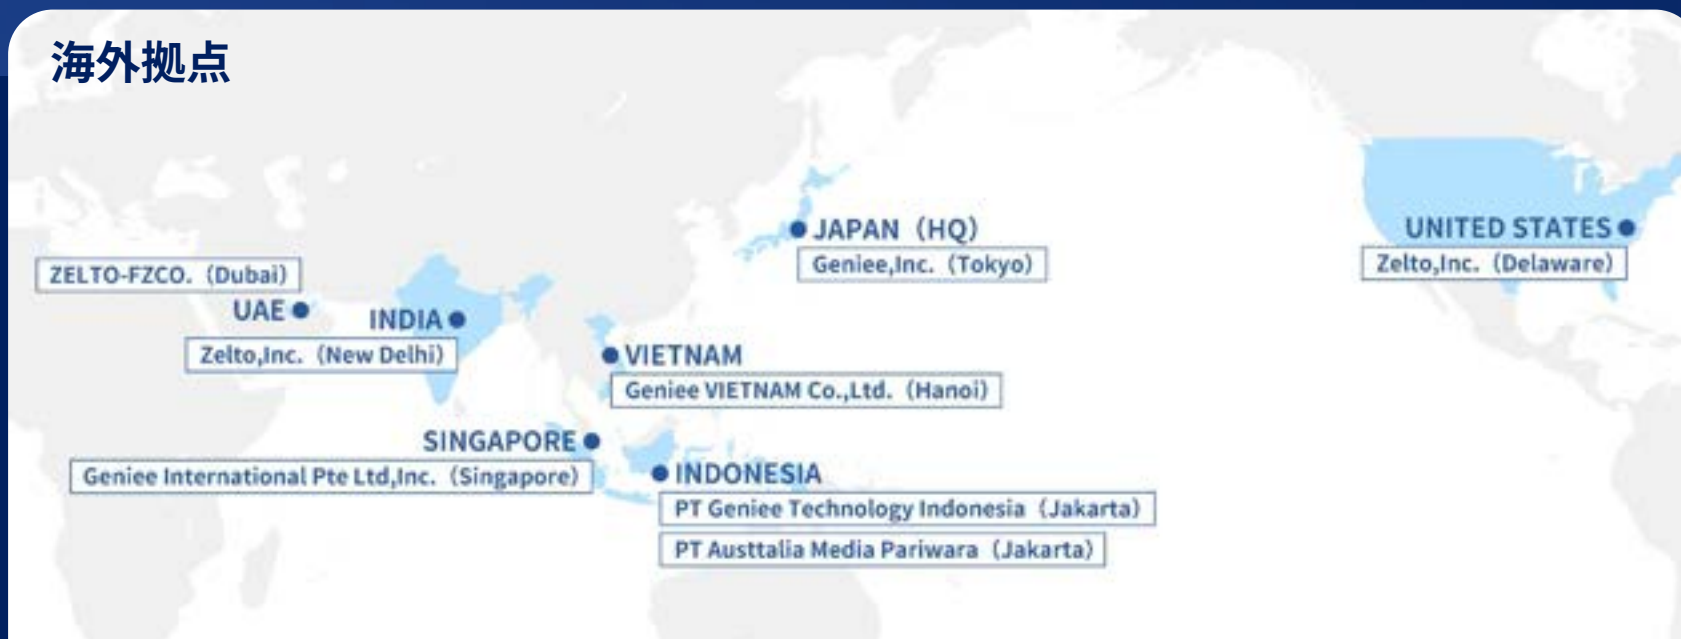 海外拠点
JAPAN（HQ）
Geniee,Inc.（Tokyo）
UNITED STATES
Zelto,Inc.（Delaware）
ZELTO-FZCO.（Dubai）
UAE
INDIA
Zelto,Inc.（New Delhi）
VIETNAM
Geniee VIETNAM Co.,Ltd.（Hanoi）
SINGAPORE
Geniee International Pte Ltd,Inc.（Singapore）
INDONESIA
PT Geniee Technology Indonesia（Jakarta）
PT Austtalia Media Pariwara（Jakarta）